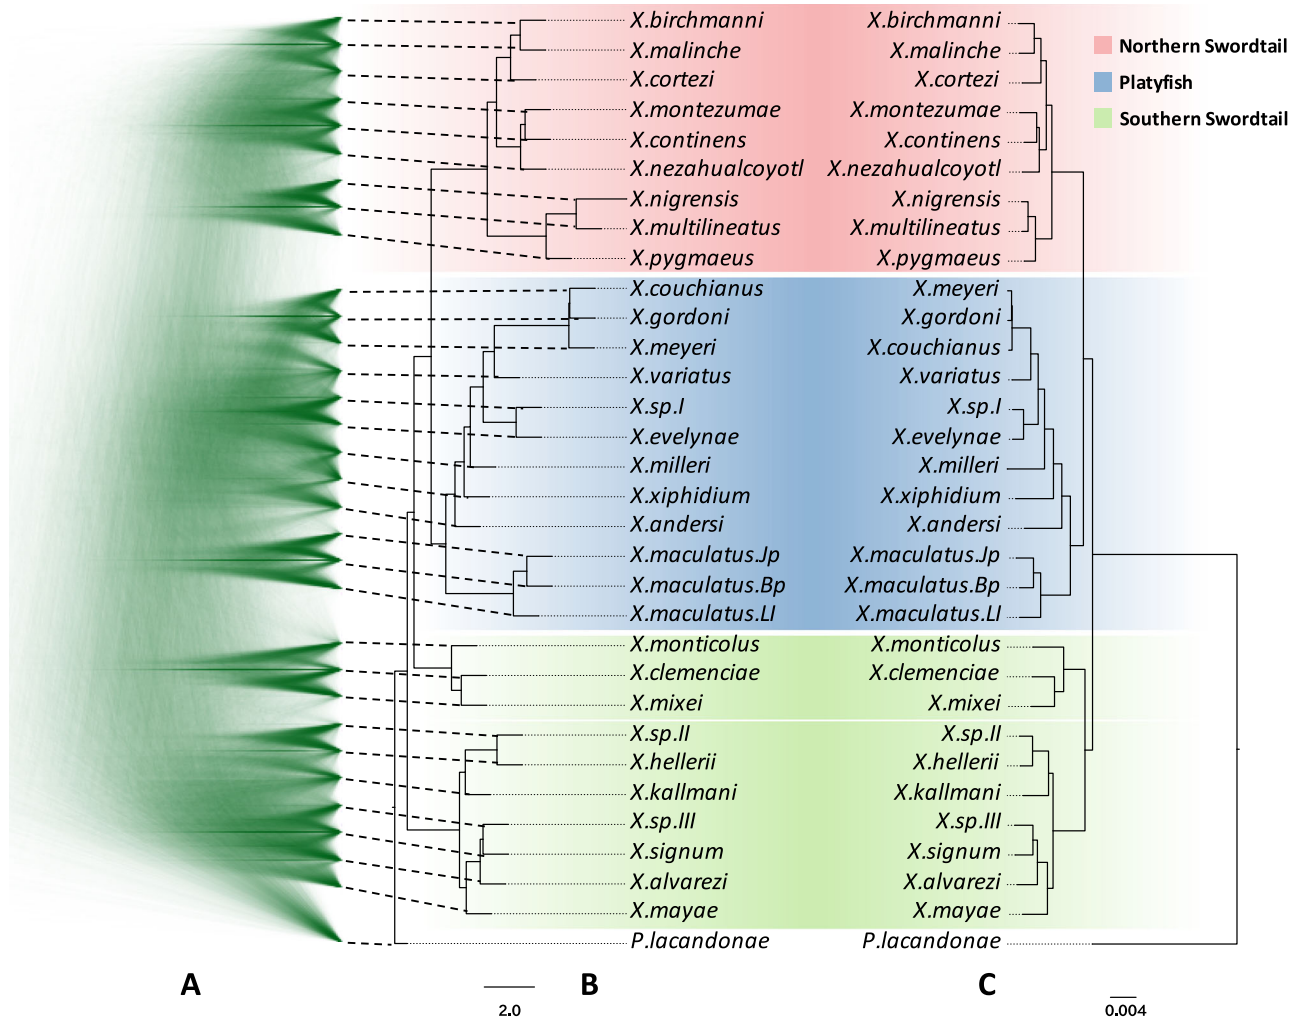 X.birchmanni X.birchmanni
Northern Swordtail
X.malinche X.malinche
X.cortezi X.cortezi
Platyfish
X.montezumae X.montezumae
Southern Swordtail
X.continens X.continens
X.nezahualcoyotl X.nezahualcoyotl
X.nigrensis X.nigrensis
X.multilineatus X.multilineatus
X.pygmaeus X.pygmaeus
X.couchianus X.meyeri
X.gordoni X.gordoni
X.meyeri X.couchianus
X.variatus X.variatus
X.sp.I X.sp.I
X.evelynae X.evelynae
X.milleri X.milleri
X.xiphidium X.xiphidium
X.andersi X.andersi
X.maculatus.Jp X.maculatus.Jp
X.maculatus.Bp X.maculatus.Bp
X.maculatus.LI X.maculatus.LI
X.monticolus X.monticolus
X.clemenciae X.clemenciae
X.mixei X.mixei
X.sp.II X.sp.II
X.hellerii X.hellerii
X.kallmani X.kallmani
X.sp.III X.sp.III
X.signum X.signum
X.alvarezi X.alvarezi
X.mayae X.mayae
P.lacandonae P.lacandonae
A B C
2.0 0.004